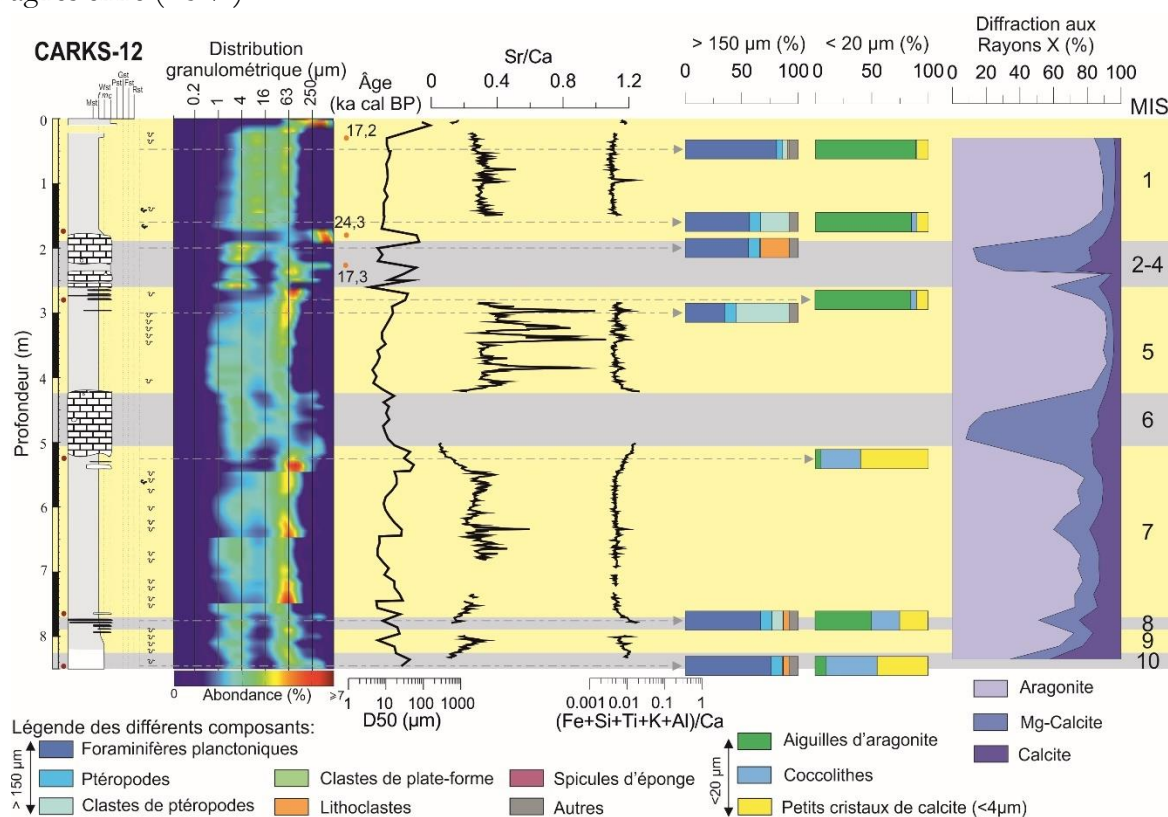 CARKS-12
Mst
f m c
Wst
Pst
Gst
Fst
Rst
Distribution
granulométrique (µm)
0.2 1 4 16 63 250
Âge
(ka cal BP)
Sr/Ca
0 0.4 0.8 1.2
> 150 µm (%)
0 50 100
< 20 µm (%)
0 50 100
Diffraction aux
Rayons X (%)
0 20 40 60 80 100
MIS
Profondeur (m)
0
1
2
3
4
5
6
7
8
17,2
24,3
17,3
1
2-4
5
6
7
8
9
10
0 Abondance (%) ≥7
1 10 100 1000
D50 (µm)
0.001 0.01 0.1 1
(Fe+Si+Ti+K+Al)/Ca
Aragonite
Mg-Calcite
Calcite
Légende des différents composants:
> 150 µm
Foraminifères planctoniques
Ptéropodes
Clastes de ptéropodes
Clastes de plate-forme
Lithoclastes
Spicules d'éponge
Autres
<20 µm
Aiguilles d'aragonite
Coccolithes
Petits cristaux de calcite (<4µm)